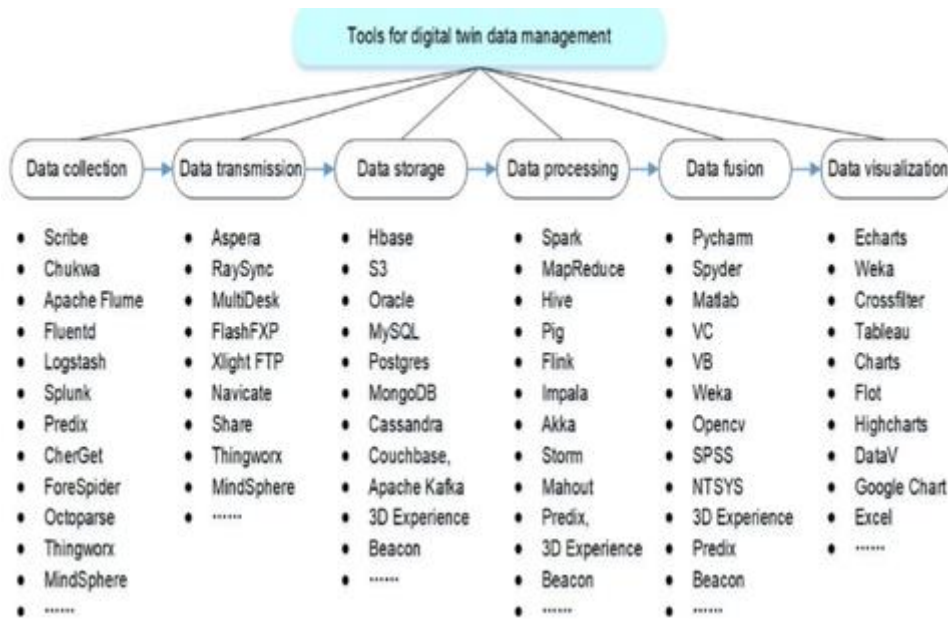 Tools for digital twin data management
Data collection
Data transmission
Data storage
Data processing
Data fusion
Data visualization
• Scribe
• Chukwa
• Apache Flume
• Fluentd
• Logstash
• Splunk
• Predix
• CherGet
• ForeSpider
• Octoparse
• Thingworx
• MindSphere
• ······
• Aspera
• RaySync
• MultiDesk
• FlashFXP
• Xlight FTP
• Navicate
• Share
• Thingworx
• MindSphere
• ······
• Hbase
• S3
• Oracle
• MySQL
• Postgres
• MongoDB
• Cassandra
• Couchbase,
• Apache Kafka
• 3D Experience
• Beacon
• ······
• Spark
• MapReduce
• Hive
• Pig
• Flink
• Impala
• Akka
• Storm
• Mahout
• Predix,
• 3D Experience
• Beacon
• ······
• Pycharm
• Spyder
• Matlab
• VC
• VB
• Weka
• Opencv
• SPSS
• NTSYS
• 3D Experience
• Predix
• Beacon
• ······
• Echarts
• Weka
• Crossfilter
• Tableau
• Charts
• Flot
• Highcharts
• DataV
• Google Chart
• Excel
• ······